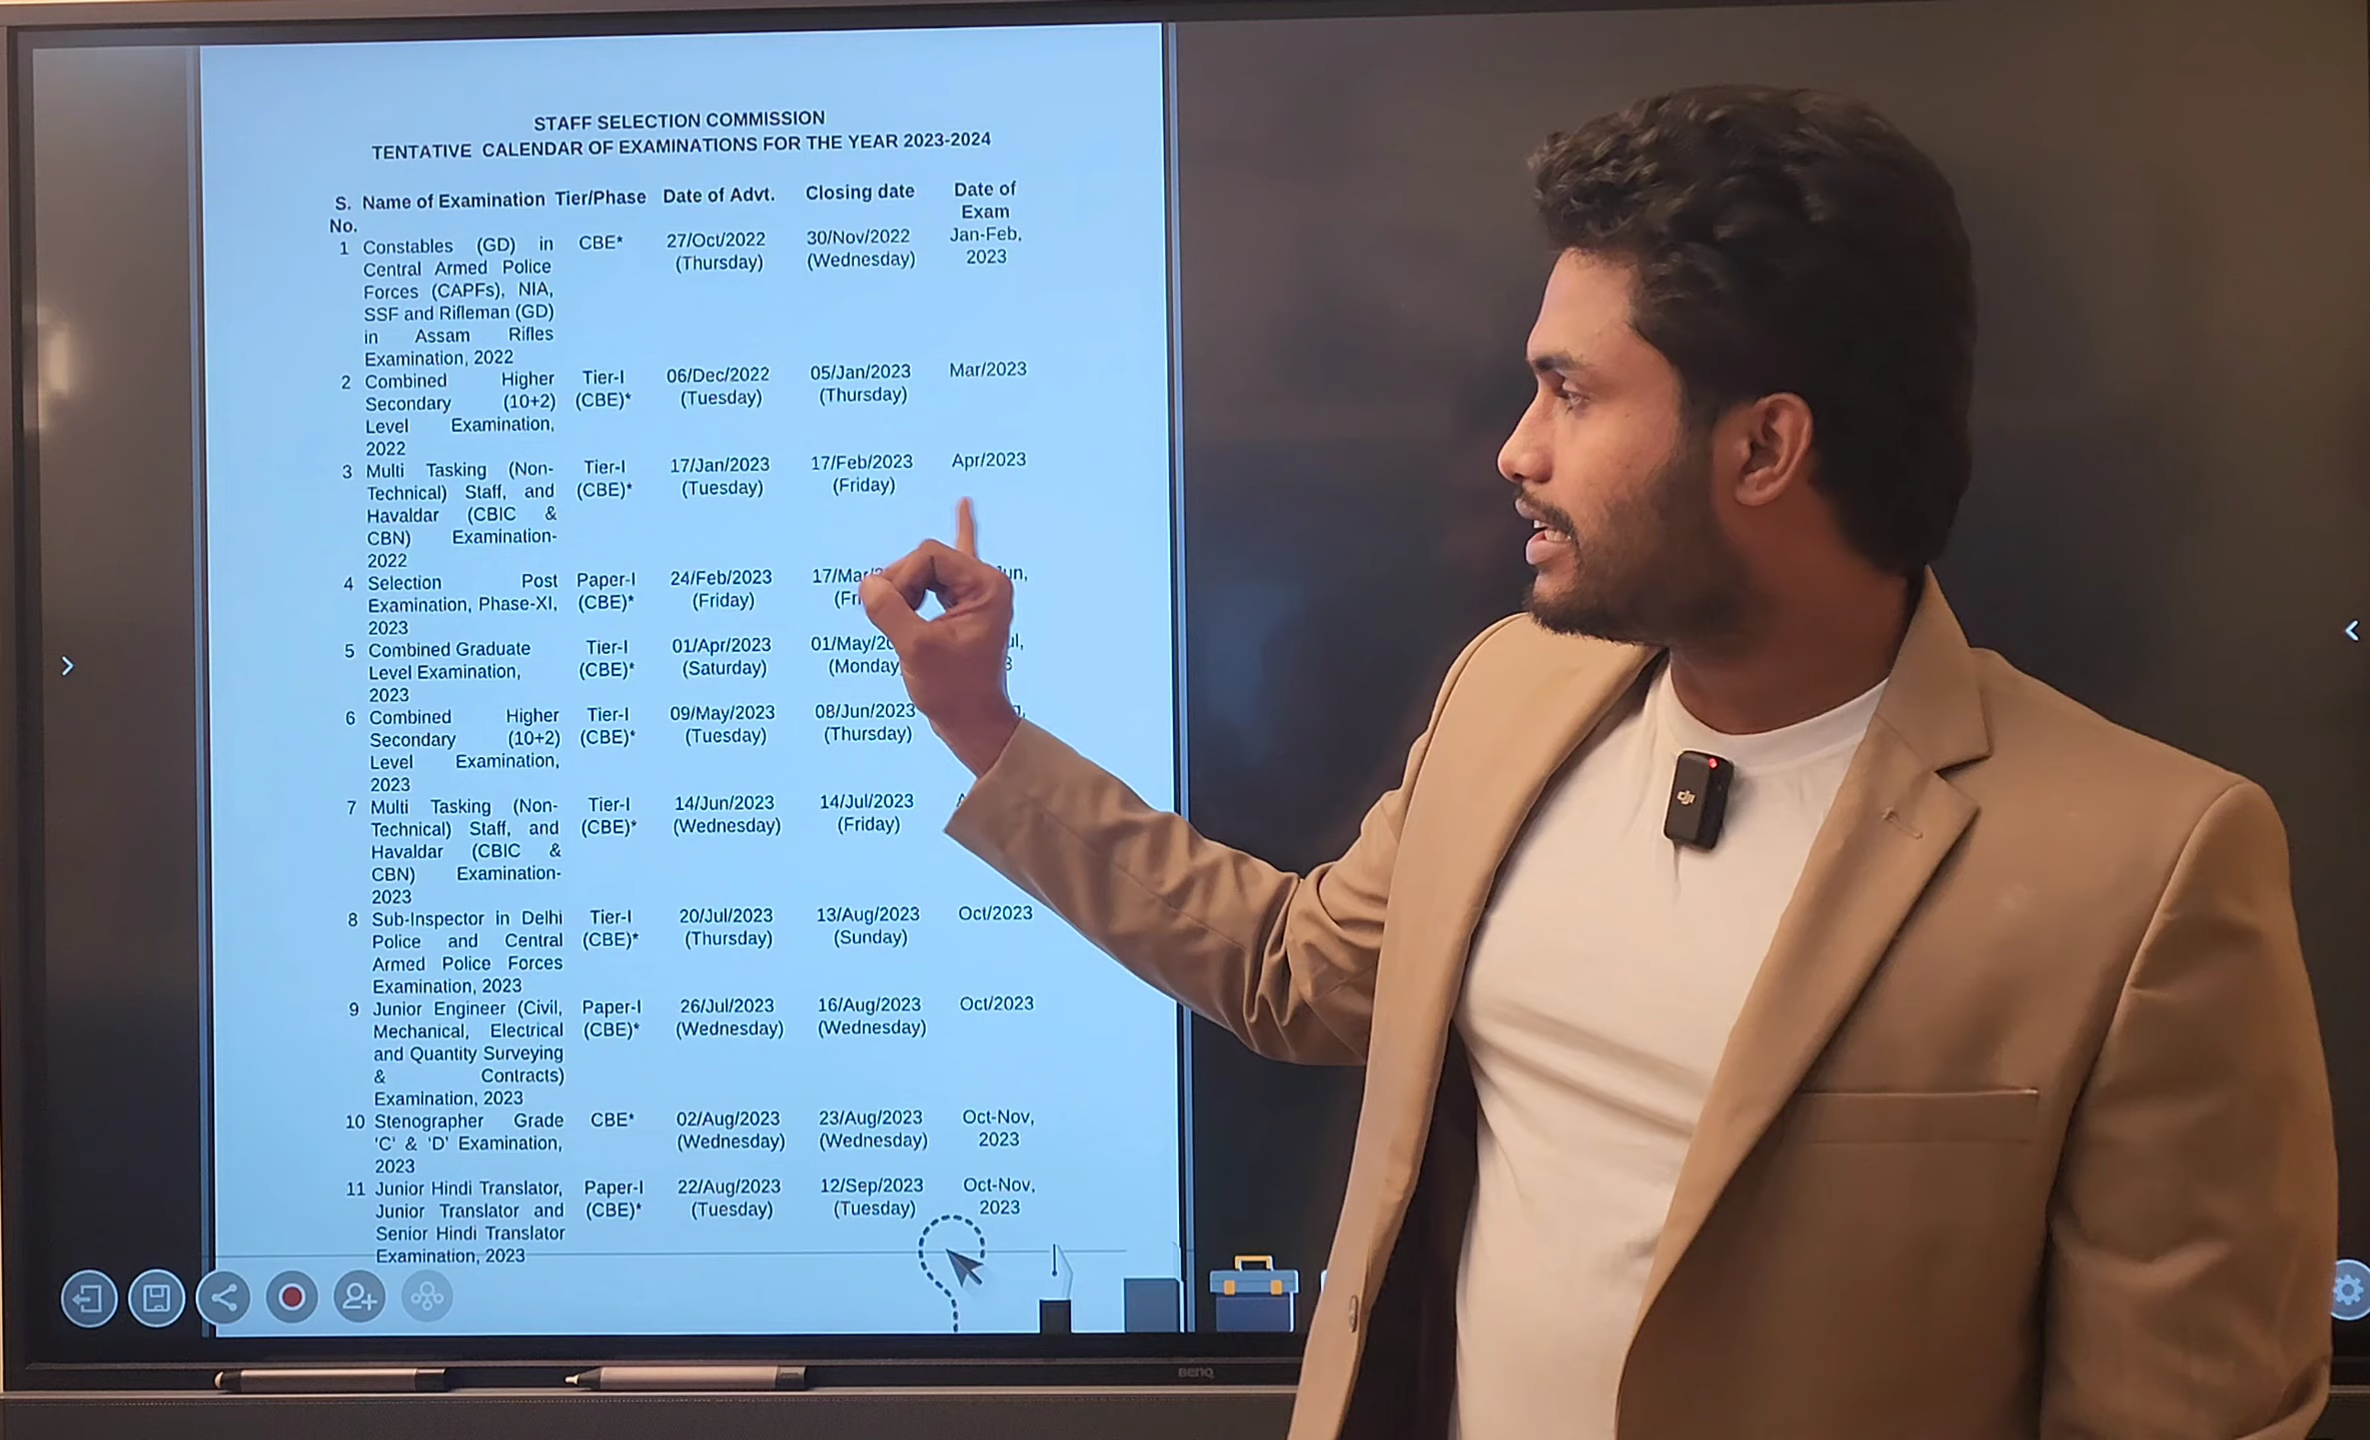 STAFF SELECTION COMMISSION
TENTATIVE CALENDAR OF EXAMINATIONS FOR THE YEAR 2023-2024
S. No. Name of Examination Tier/Phase Date of Advt. Closing date Date of Exam
1 Constables (GD) in CBE* 27/Oct/2022 30/Nov/2022 Jan-Feb,
Central Armed Police (Thursday) (Wednesday) 2023
Forces (CAPFs), NIA,
SSF and Rifleman (GD)
in Assam Rifles
Examination, 2022
2 Combined Higher Tier-I 06/Dec/2022 05/Jan/2023 Mar/2023
Secondary (10+2) (CBE)* (Tuesday) (Thursday)
Level Examination,
2022
3 Multi Tasking (Non- Tier-I 17/Jan/2023 17/Feb/2023 Apr/2023
Technical) Staff, and (CBE)* (Tuesday) (Friday)
Havaldar (CBIC &
CBN) Examination-
2022
4 Selection Post Paper-I 24/Feb/2023
Examination, Phase-XI, (CBE)* (Friday)
2023
5 Combined Graduate Tier-I 01/Apr/2023
Level Examination, (CBE)* (Saturday) (Monday
2023
6 Combined Higher Tier-I 09/May/2023 08/Jun/2023
Secondary (10+2) (CBE)* (Tuesday) (Thursday)
Level Examination,
2023
7 Multi Tasking (Non- Tier-I 14/Jun/2023 14/Jul/2023
Technical) Staff, and (CBE)* (Wednesday) (Friday)
Havaldar (CBIC &
CBN) Examination-
2023
8 Sub-Inspector in Delhi Tier-I 20/Jul/2023 13/Aug/2023 Oct/2023
Police and Central (CBE)* (Thursday) (Sunday)
Armed Police Forces
Examination, 2023
9 Junior Engineer (Civil, Paper-I 26/Jul/2023 16/Aug/2023 Oct/2023
Mechanical, Electrical (CBE)* (Wednesday) (Wednesday)
and Quantity Surveying
& Contracts)
Examination, 2023
10 Stenographer Grade CBE* 02/Aug/2023 23/Aug/2023 Oct-Nov,
'C' & 'D' Examination, (Wednesday) (Wednesday) 2023
2023
11 Junior Hindi Translator, Paper-I 22/Aug/2023 12/Sep/2023 Oct-Nov,
Junior Translator and (CBE)* (Tuesday) (Tuesday) 2023
Senior Hindi Translator
Examination, 2023
BenQ
dji